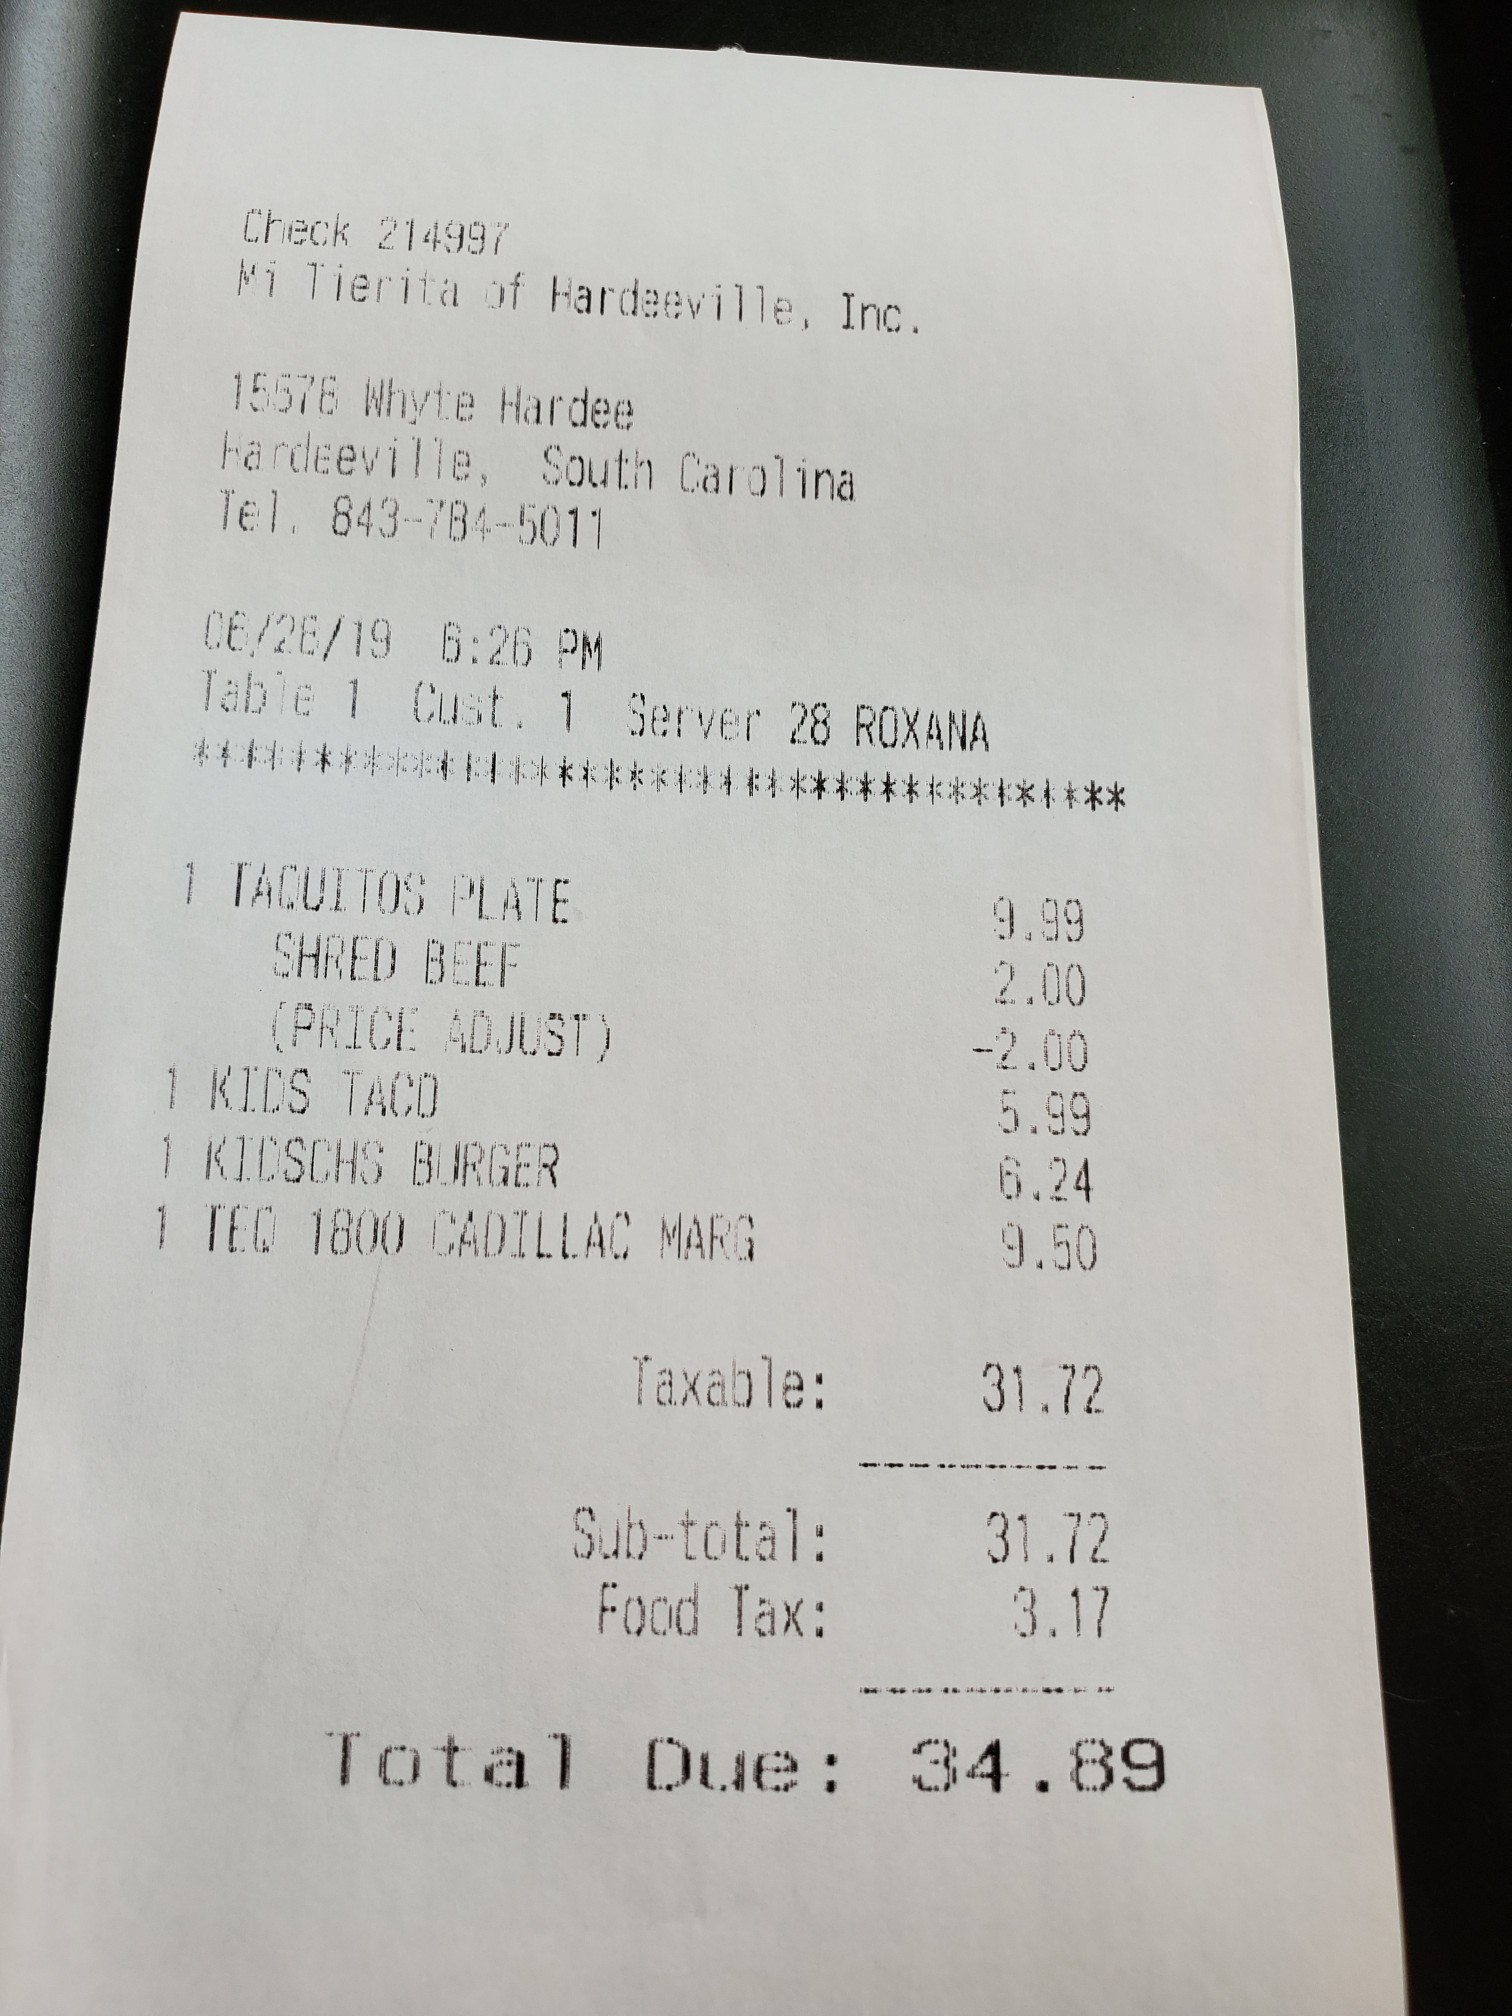 Check 214997
Mi Tierita of Hardeeville, Inc.
15578 Whyte Hardee
Hardeeville, South Carolina
Tel. 843-784-5011
06/26/19 6:26 PM
Table 1 Cust. 1 Server 28 ROXANA
*****************************************
1 TAQUITOS PLATE 9.99
SHRED BEEF 2.00
(PRICE ADJUST) -2.00
1 KIDS TACO 5.99
1 KIDSCHS BURGER 6.24
1 TEQ 1800 CADILLAC MARG 9.50
Taxable: 31.72
Sub-total: 31.72
Food Tax: 3.17
Total Due: 34.89